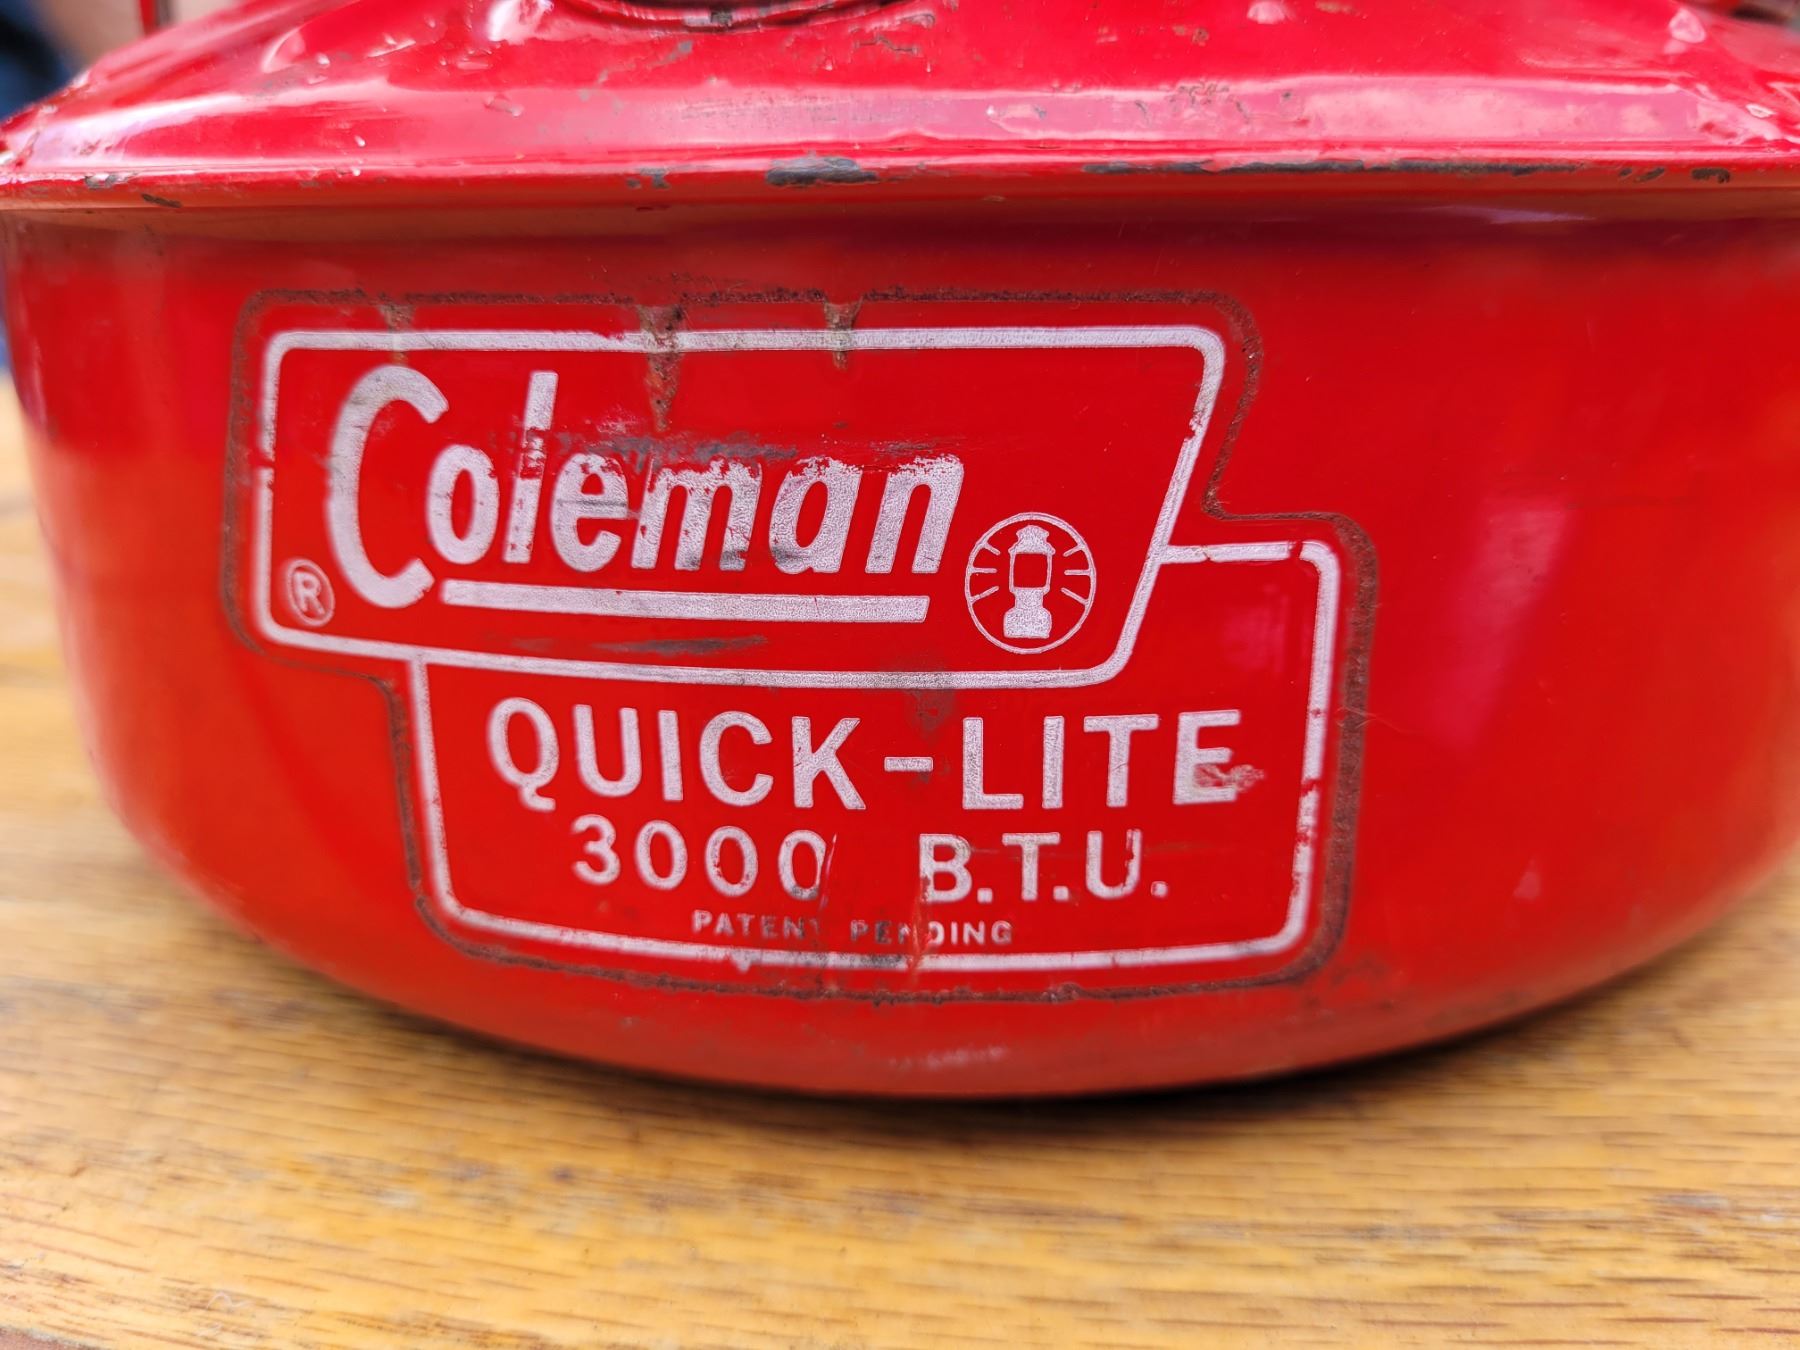 Coleman
®
QUICK-LITE
3000 B.T.U.
PATENT PENDING